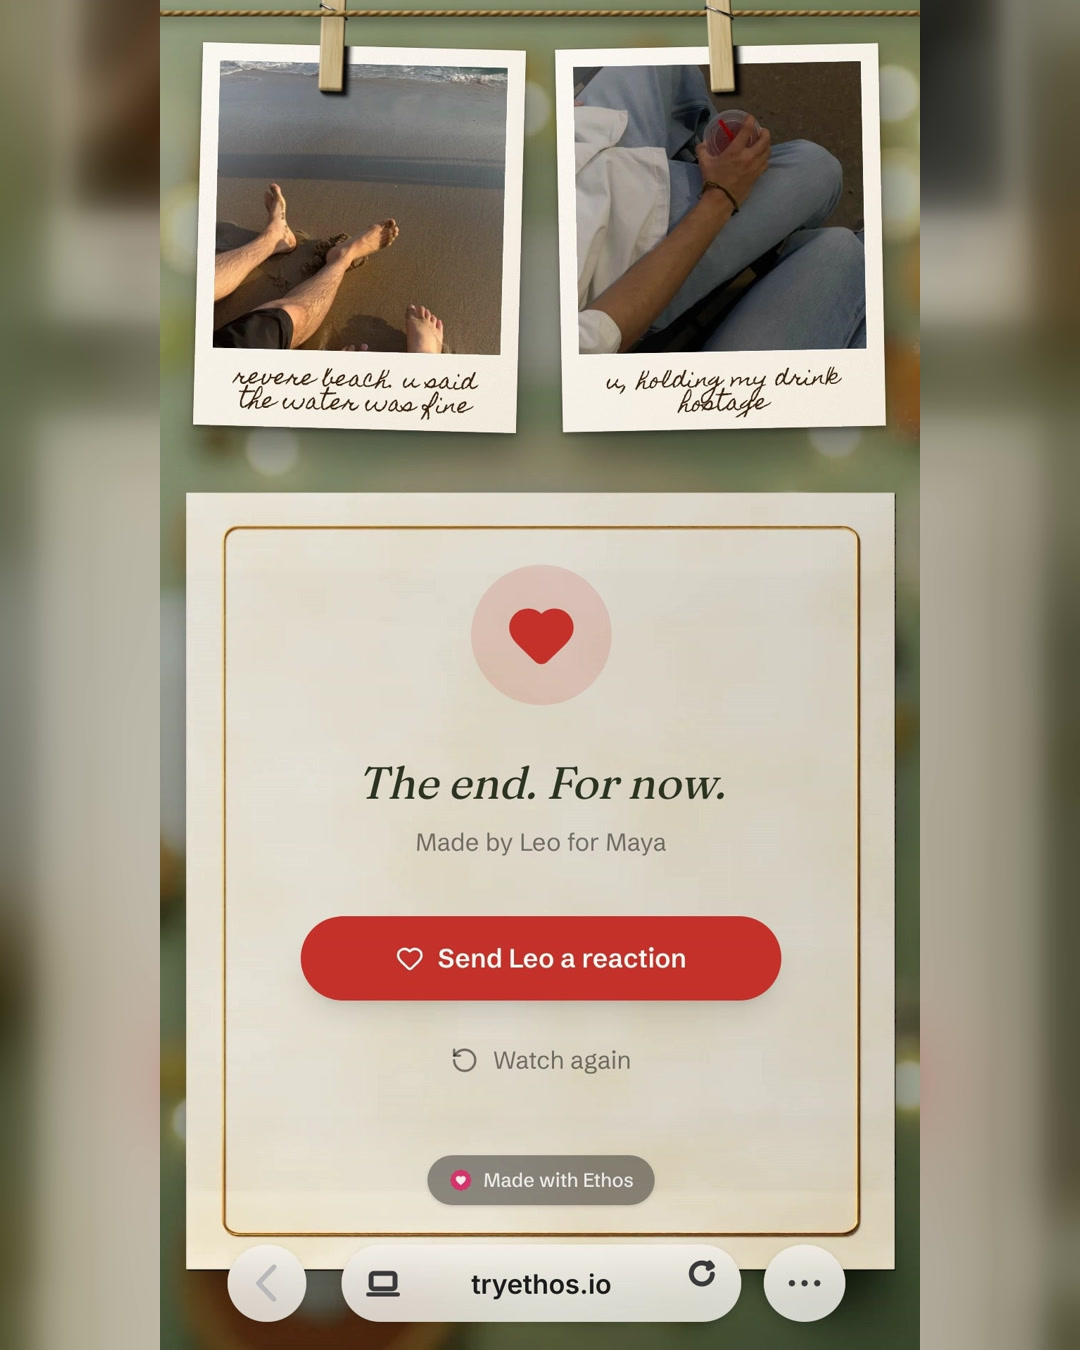 revere beach. u said
the water was fine
u, holding my drink
hostage
The end. For now.
Made by Leo for Maya
Send Leo a reaction
Watch again
Made with Ethos
tryethos.io